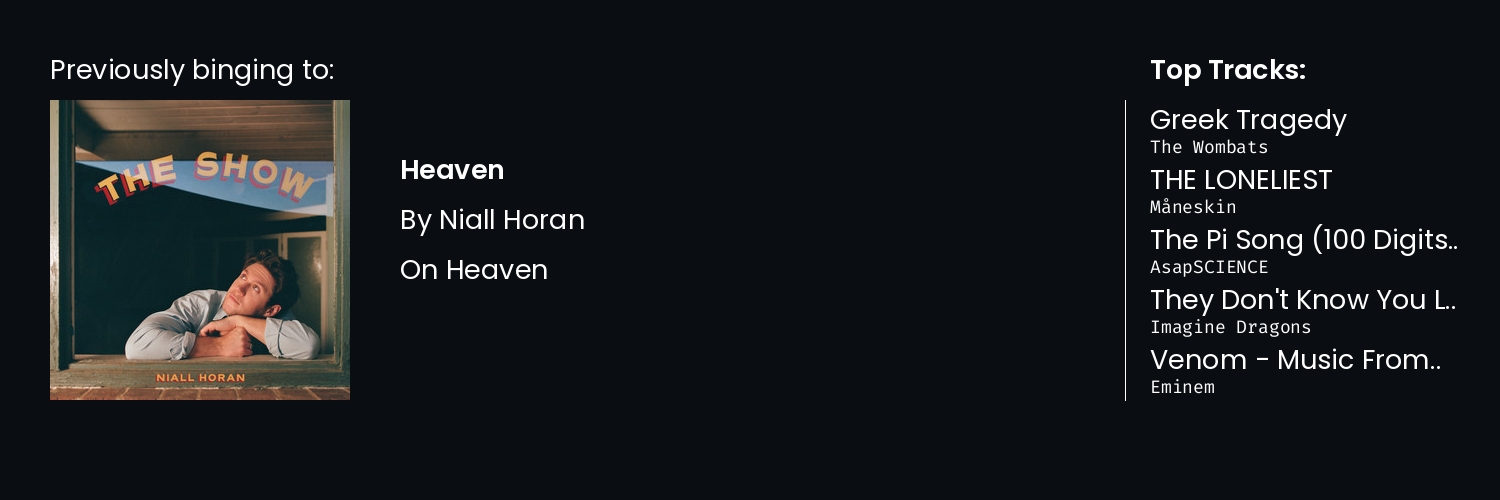 Previously binging to:
THE SHOW
NIALL HORAN
Heaven
By Niall Horan
On Heaven
Top Tracks:
Greek Tragedy
The Wombats
THE LONELIEST
Måneskin
The Pi Song (100 Digits..
AsapSCIENCE
They Don't Know You L..
Imagine Dragons
Venom - Music From..
Eminem